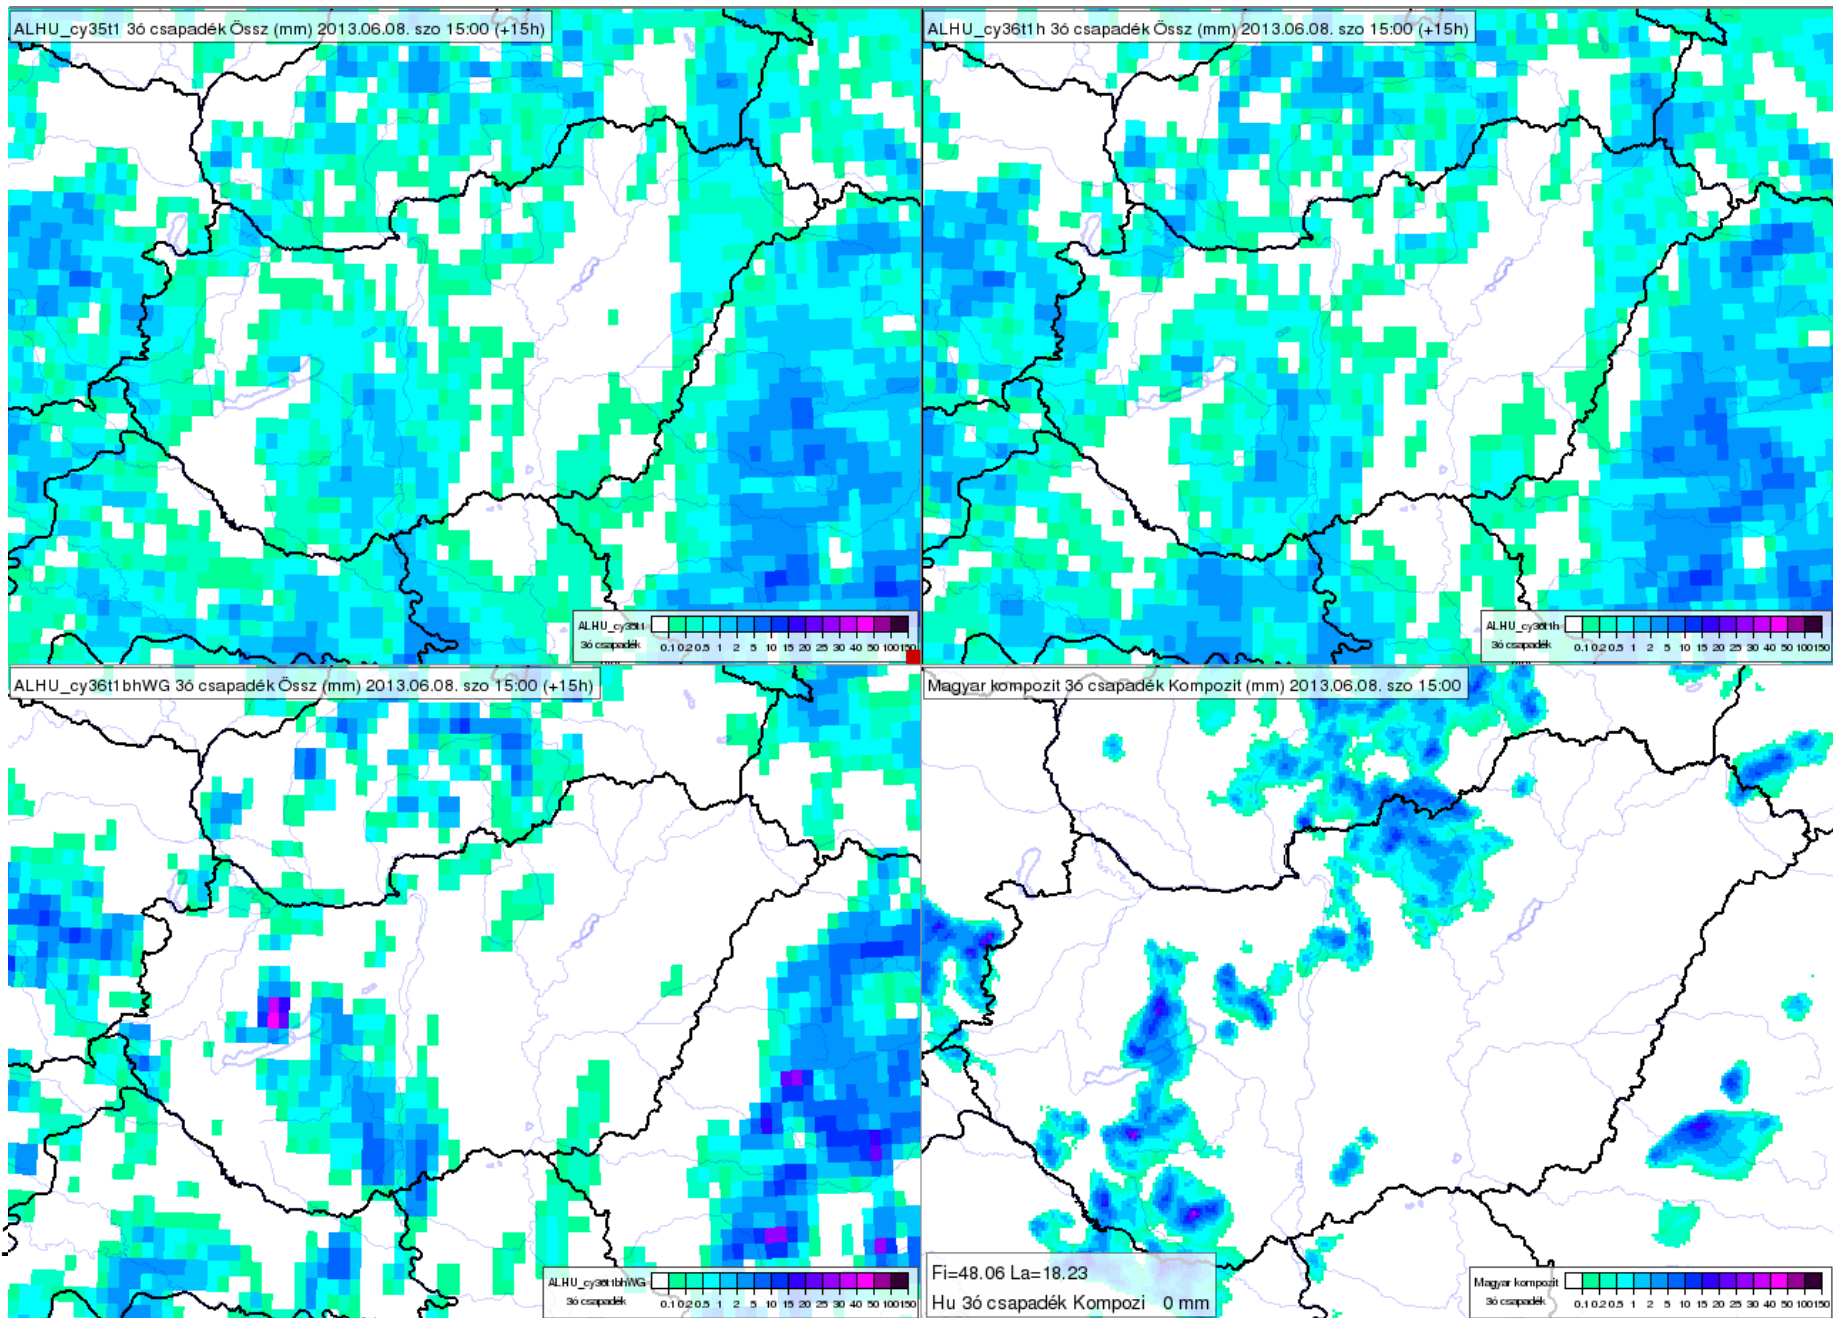 ALHU_cy35t1 3ó csapadék Össz (mm) 2013.06.08. szo 15:00 (+15h)
ALHU_cy36t1h 3ó csapadék Össz (mm) 2013.06.08. szo 15:00 (+15h)
ALHU_cy35t1
3ó csapadék
0.1 0.2 0.5 1 2 5 10 15 20 25 30 40 50 100 150
ALHU_cy36t1h
3ó csapadék
0.1 0.2 0.5 1 2 5 10 15 20 25 30 40 50 100 150
ALHU_cy36t1bhWG 3ó csapadék Össz (mm) 2013.06.08. szo 15:00 (+15h)
Magyar kompozit 3ó csapadék Kompozit (mm) 2013.06.08. szo 15:00
ALHU_cy36t1bhWG
3ó csapadék
0.1 0.2 0.5 1 2 5 10 15 20 25 30 40 50 100 150
Fi=48.06 La=18.23
Hu 3ó csapadék Kompozi 0 mm
Magyar kompozit
3ó csapadék
0.1 0.2 0.5 1 2 5 10 15 20 25 30 40 50 100 150